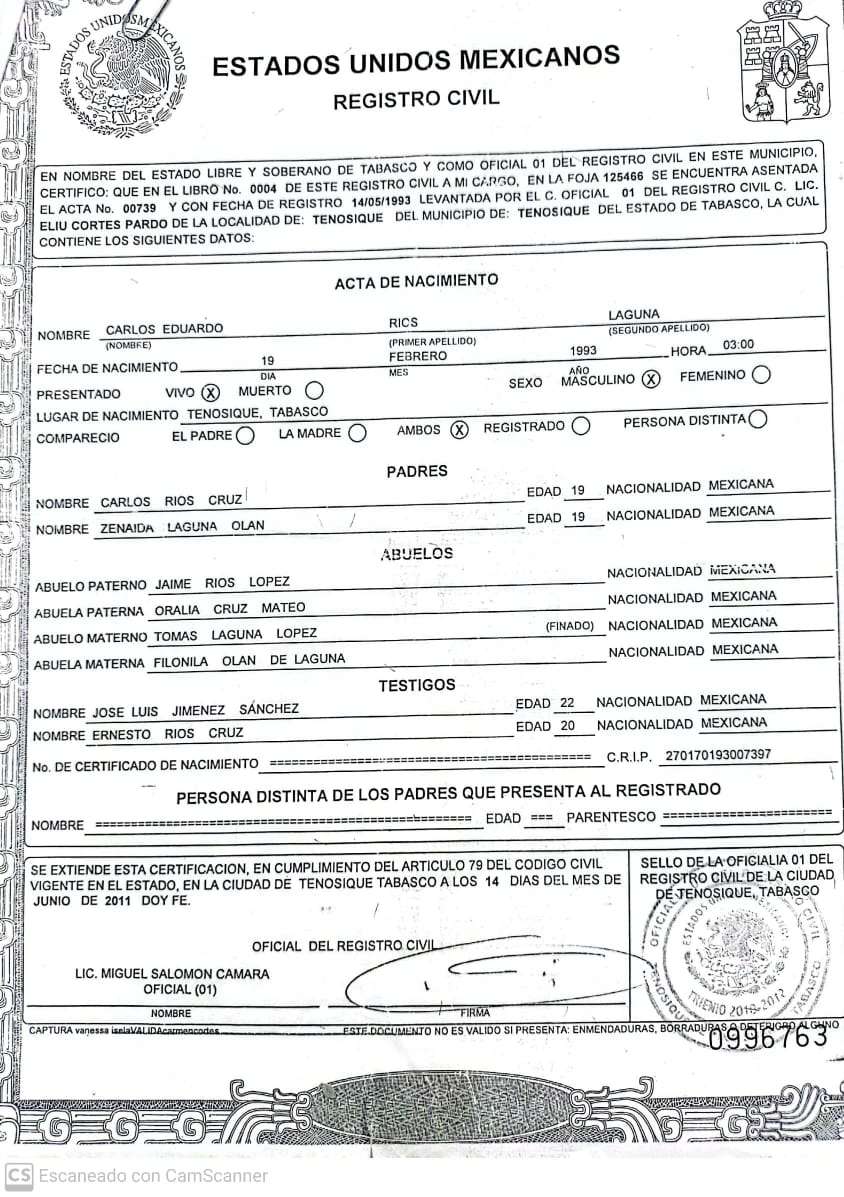 ESTADOS UNIDOS MEXICANOS
ESTADOS UNIDOS MEXICANOS
REGISTRO CIVIL
EN NOMBRE DEL ESTADO LIBRE Y SOBERANO DE TABASCO Y COMO OFICIAL 01 DEL REGISTRO CIVIL EN ESTE MUNICIPIO,
CERTIFICO: QUE EN EL LIBRO No. 0004 DE ESTE REGISTRO CIVIL A MI CARGO, EN LA FOJA 125466 SE ENCUENTRA ASENTADA
EL ACTA No. 00739 Y CON FECHA DE REGISTRO 14/05/1993 LEVANTADA POR EL C. OFICIAL 01 DEL REGISTRO CIVIL C. LIC.
ELIU CORTES PARDO DE LA LOCALIDAD DE: TENOSIQUE DEL MUNICIPIO DE: TENOSIQUE DEL ESTADO DE TABASCO, LA CUAL
CONTIENE LOS SIGUIENTES DATOS:
ACTA DE NACIMIENTO
NOMBRE CARLOS EDUARDO RICS LAGUNA
(NOMBRE) (PRIMER APELLIDO) (SEGUNDO APELLIDO)
FECHA DE NACIMIENTO 19 FEBRERO 1993 HORA 03:00
DIA MES AÑO
PRESENTADO VIVO X MUERTO SEXO MASCULINO X FEMENINO
LUGAR DE NACIMIENTO TENOSIQUE, TABASCO
COMPARECIO EL PADRE LA MADRE AMBOS X REGISTRADO PERSONA DISTINTA
PADRES
NOMBRE CARLOS RIOS CRUZ EDAD 19 NACIONALIDAD MEXICANA
NOMBRE ZENAIDA LAGUNA OLAN EDAD 19 NACIONALIDAD MEXICANA
ABUELOS
ABUELO PATERNO JAIME RIOS LOPEZ NACIONALIDAD MEXICANA
ABUELA PATERNA ORALIA CRUZ MATEO NACIONALIDAD MEXICANA
ABUELO MATERNO TOMAS LAGUNA LOPEZ (FINADO) NACIONALIDAD MEXICANA
ABUELA MATERNA FILONILA OLAN DE LAGUNA NACIONALIDAD MEXICANA
TESTIGOS
NOMBRE JOSE LUIS JIMENEZ SÁNCHEZ EDAD 22 NACIONALIDAD MEXICANA
NOMBRE ERNESTO RIOS CRUZ EDAD 20 NACIONALIDAD MEXICANA
No. DE CERTIFICADO DE NACIMIENTO ================================================ C.R.I.P. 270170193007397
PERSONA DISTINTA DE LOS PADRES QUE PRESENTA AL REGISTRADO
NOMBRE ======================================================== EDAD === PARENTESCO =========================
SE EXTIENDE ESTA CERTIFICACION, EN CUMPLIMIENTO DEL ARTICULO 79 DEL CODIGO CIVIL
VIGENTE EN EL ESTADO, EN LA CIUDAD DE TENOSIQUE TABASCO A LOS 14 DIAS DEL MES DE
JUNIO DE 2011 DOY FE.
SELLO DE LA OFICIALIA 01 DEL
REGISTRO CIVIL DE LA CIUDAD
DE TENOSIQUE, TABASCO
OFICIAL DEL REGISTRO CIVIL
LIC. MIGUEL SALOMON CAMARA
OFICIAL (01)
NOMBRE FIRMA
TENOSIQUE TABASCO
CAPTURA vanessa iselaVALIDAcarmencortes ESTE DOCUMENTO NO ES VALIDO SI PRESENTA: ENMENDADURAS, BORRADURAS O DETERIORO ALGUNO
0996763
CS Escaneado con CamScanner